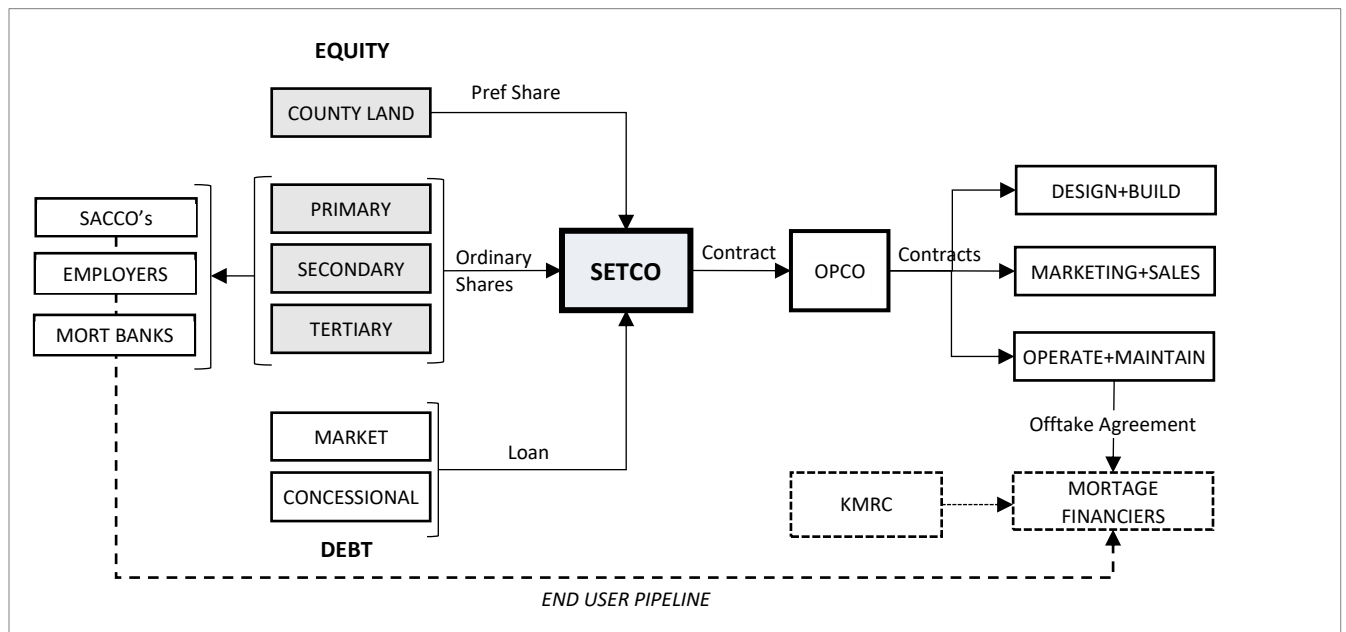 EQUITY
COUNTY LAND
Pref Share
SACCO's
EMPLOYERS
MORT BANKS
PRIMARY
SECONDARY
TERTIARY
Ordinary
Shares
SETCO
Contract
OPCO
Contracts
DESIGN+BUILD
MARKETING+SALES
OPERATE+MAINTAIN
Offtake Agreement
MARKET
CONCESSIONAL
Loan
DEBT
KMRC
MORTAGE
FINANCIERS
END USER PIPELINE